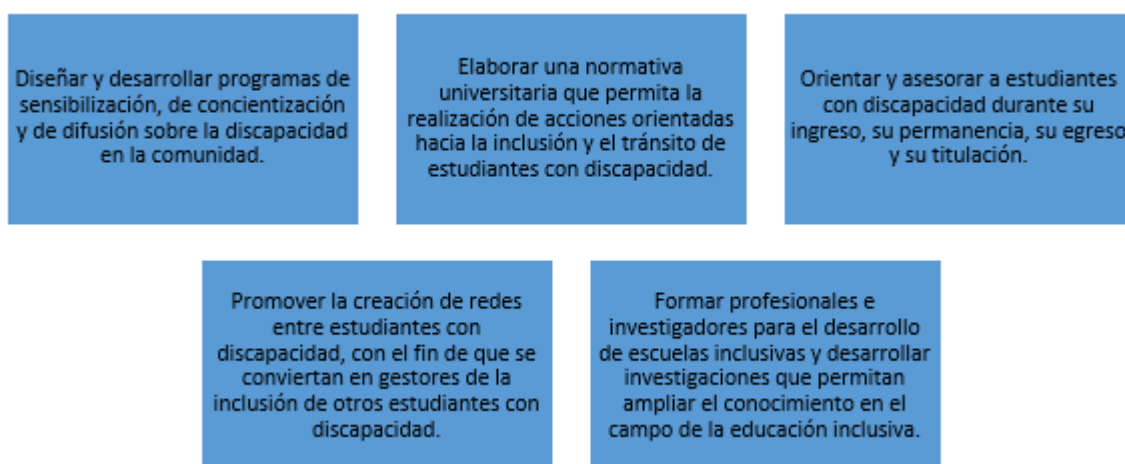 Diseñar y desarrollar programas de
sensibilización, de concientización
y de difusión sobre la discapacidad
en la comunidad.
Elaborar una normativa
universitaria que permita la
realización de acciones orientadas
hacia la inclusión y el tránsito de
estudiantes con discapacidad.
Orientar y asesorar a estudiantes
con discapacidad durante su
ingreso, su permanencia, su egreso
y su titulación.
Promover la creación de redes
entre estudiantes con
discapacidad, con el fin de que se
conviertan en gestores de la
inclusión de otros estudiantes con
discapacidad.
Formar profesionales e
investigadores para el desarrollo
de escuelas inclusivas y desarrollar
investigaciones que permitan
ampliar el conocimiento en el
campo de la educación inclusiva.